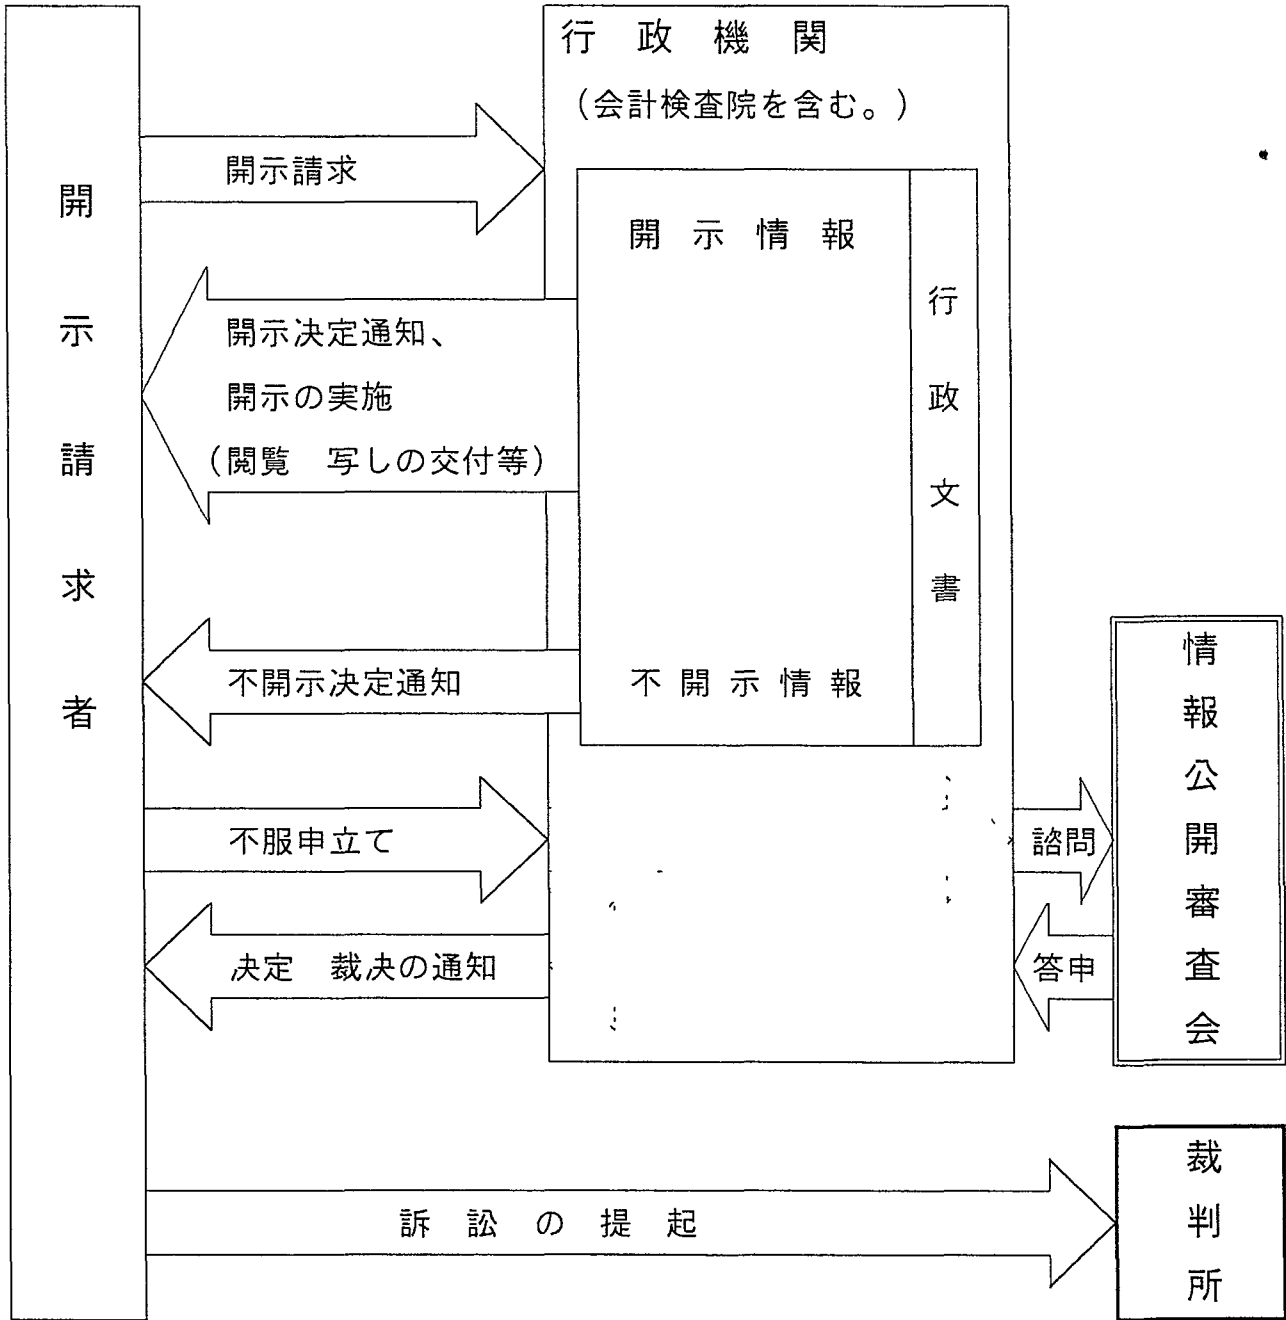 開示請求者
行政機関
（会計検査院を含む。）
開示請求
開示情報
行政文書
開示決定通知、
開示の実施
（閲覧　写しの交付等）
不開示決定通知
不開示情報
不服申立て
諮問
情報公開審査会
決定　裁決の通知
答申
訴訟の提起
裁判所